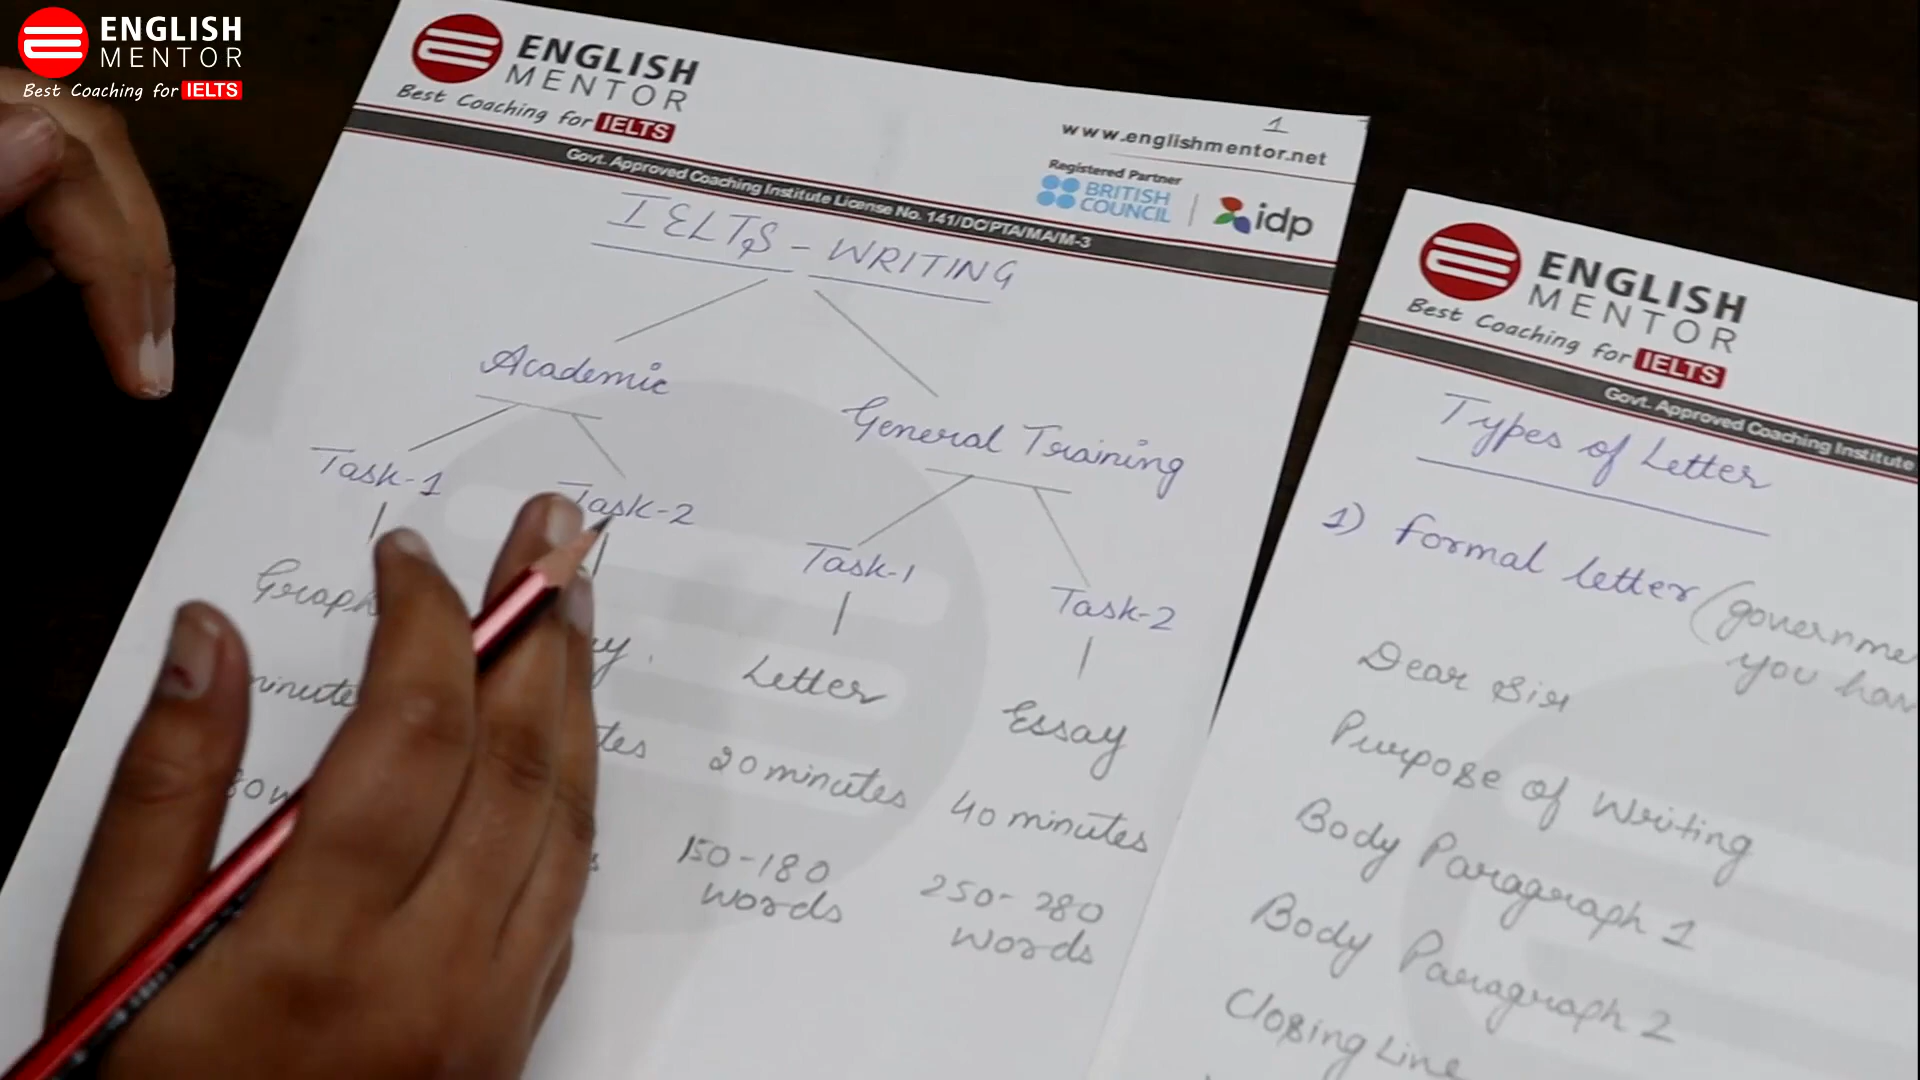 ENGLISH
MENTOR
Best Coaching for IELTS
ENGLISH
MENTOR
Best Coaching for IELTS
1
www.englishmentor.net
Registered Partner
BRITISH
COUNCIL
idp
Govt. Approved Coaching Institute License No. 141/DC/PTA/MA/M-3
IELTS - WRITING
Academic
General Training
Task-1
Task-2
Task-1
Task-2
Graph
Letter
Essay
20 minutes
40 minutes
150-180
words
250-280
words
ENGLISH
MENTOR
Best Coaching for IELTS
Govt. Approved Coaching Institute
Types of Letter
1) Formal letter (
you
Dear Sir
Purpose of Writing
Body Paragraph 1
Body Paragraph 2
Closing Line